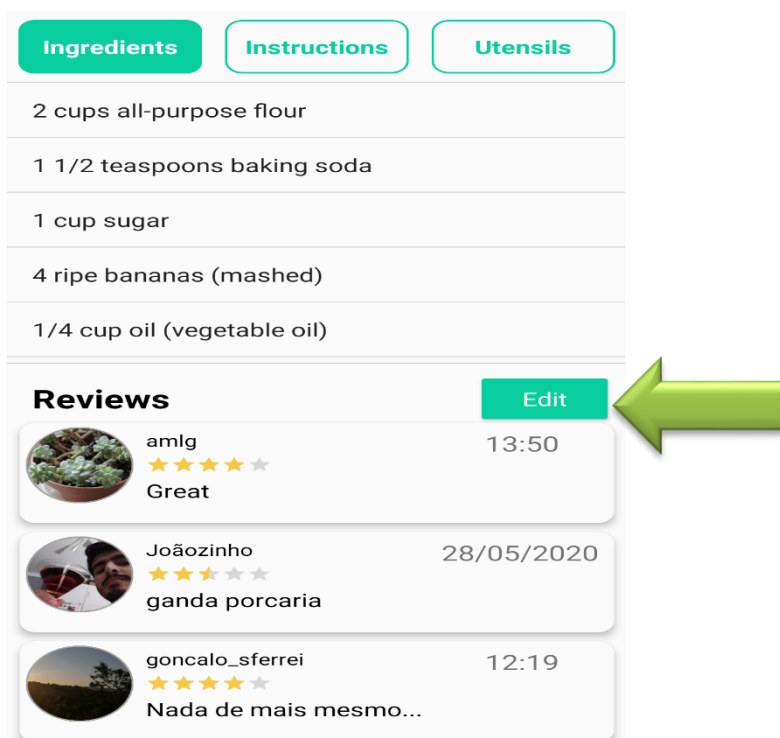 Ingredients Instructions Utensils
2 cups all-purpose flour
1 1/2 teaspoons baking soda
1 cup sugar
4 ripe bananas (mashed)
1/4 cup oil (vegetable oil)
Reviews Edit
amlg 13:50
Great
Joãozinho 28/05/2020
ganda porcaria
goncalo_sferrei 12:19
Nada de mais mesmo...